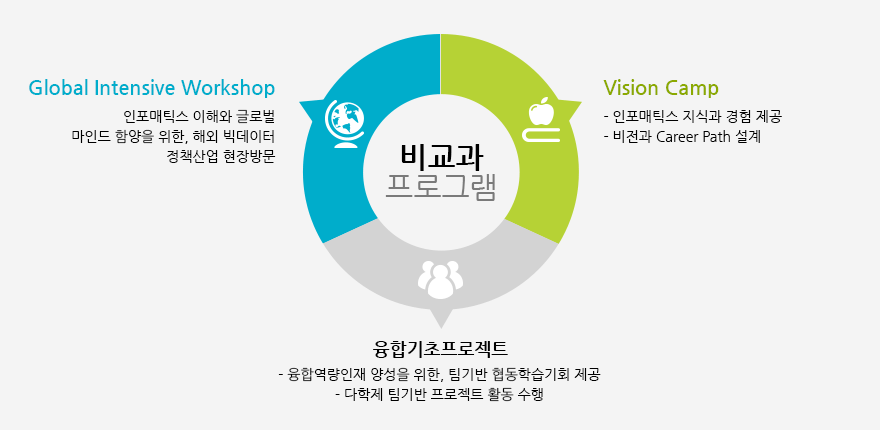 Global Intensive Workshop
인포매틱스 이해와 글로벌
마인드 함양을 위한, 해외 빅데이터
정책산업 현장방문
비교과
프로그램
Vision Camp
- 인포매틱스 지식과 경험 제공
- 비전과 Career Path 설계
융합기초프로젝트
- 융합역량인재 양성을 위한, 팀기반 협동학습기회 제공
- 다학제 팀기반 프로젝트 활동 수행